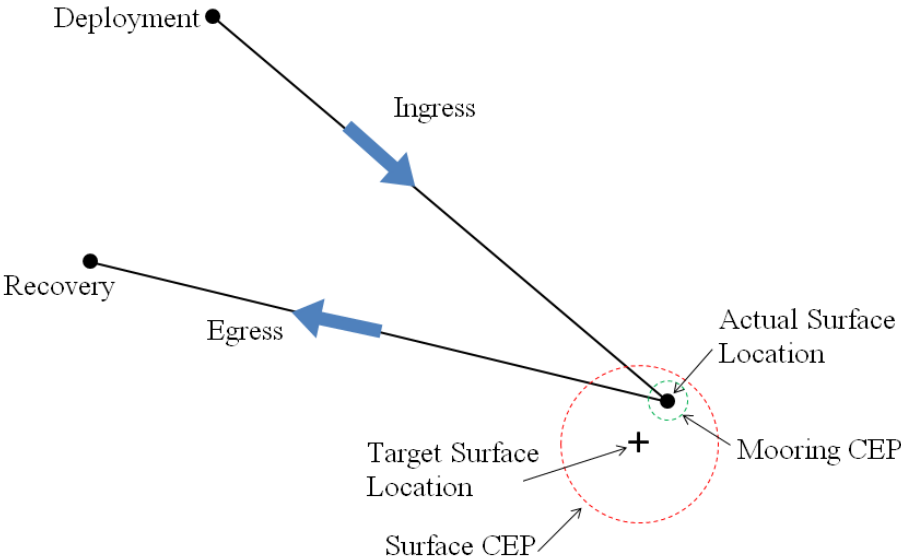 Deployment
Ingress
Recovery
Egress
Actual Surface
Location
Target Surface
Location
Mooring CEP
Surface CEP